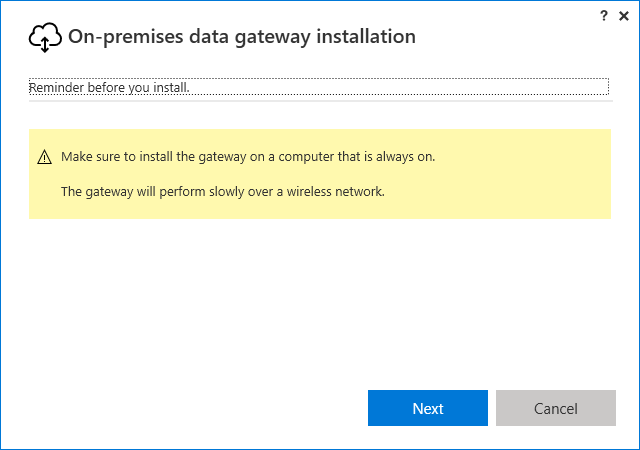 ?
On-premises data gateway installation
Reminder before you install.
Make sure to install the gateway on a computer that is always on.
The gateway will perform slowly over a wireless network.
Next
Cancel